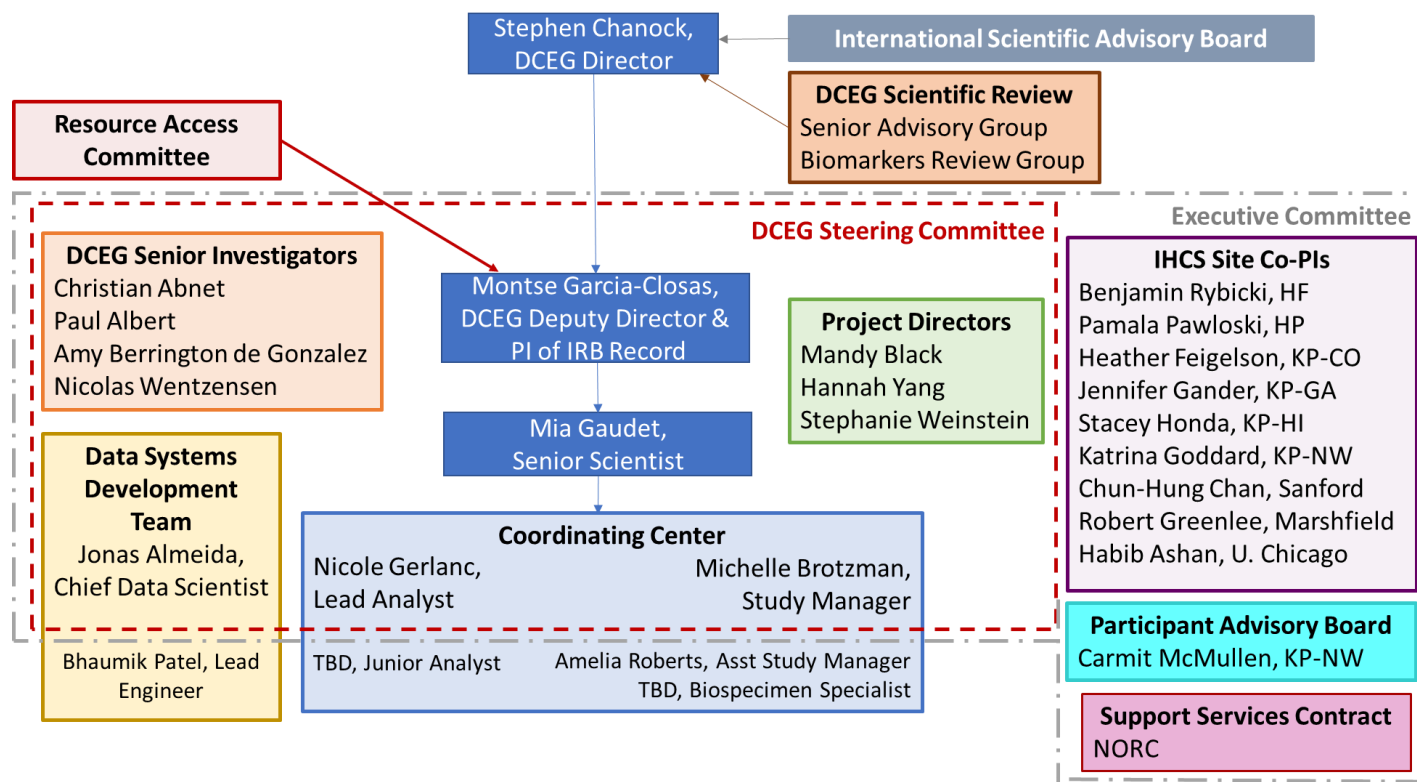 Stephen Chanock,
DCEG Director
International Scientific Advisory Board
DCEG Scientific Review
Senior Advisory Group
Biomarkers Review Group
Resource Access
Committee
Executive Committee
DCEG Steering Committee
DCEG Senior Investigators
Christian Abnet
Paul Albert
Amy Berrington de Gonzalez
Nicolas Wentzensen
Montse Garcia-Closas,
DCEG Deputy Director &
PI of IRB Record
Project Directors
Mandy Black
Hannah Yang
Stephanie Weinstein
IHCS Site Co-PIs
Benjamin Rybicki, HF
Pamala Pawloski, HP
Heather Feigelson, KP-CO
Jennifer Gander, KP-GA
Stacey Honda, KP-HI
Katrina Goddard, KP-NW
Chun-Hung Chan, Sanford
Robert Greenlee, Marshfield
Habib Ashan, U. Chicago
Mia Gaudet,
Senior Scientist
Data Systems
Development
Team
Jonas Almeida,
Chief Data Scientist
Bhaumik Patel, Lead
Engineer
Coordinating Center
Nicole Gerlanc,
Lead Analyst
Michelle Brotzman,
Study Manager
TBD, Junior Analyst
Amelia Roberts, Asst Study Manager
TBD, Biospecimen Specialist
Participant Advisory Board
Carmit McMullen, KP-NW
Support Services Contract
NORC